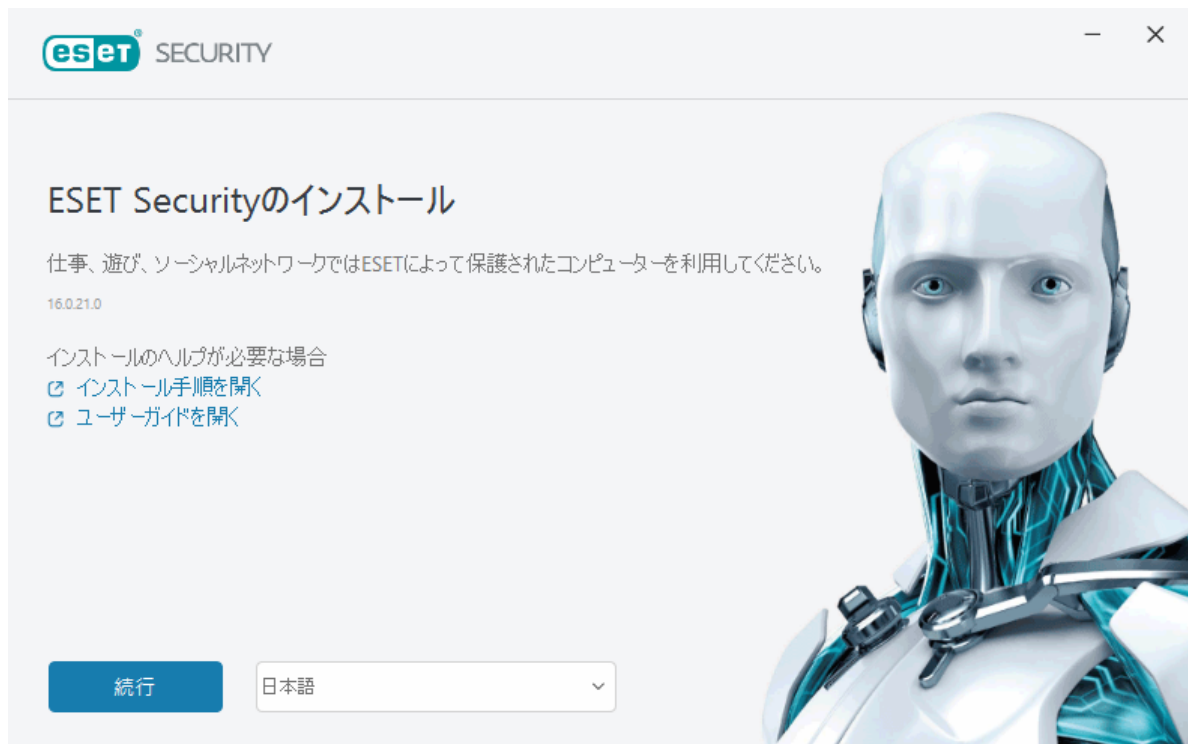 eseT® SECURITY
ESET Securityのインストール
仕事、遊び、ソーシャルネットワークではESETによって保護されたコンピューターを利用してください。
16.0.21.0
インストールのヘルプが必要な場合
インストール手順を開く
ユーザーガイドを開く
続行
日本語